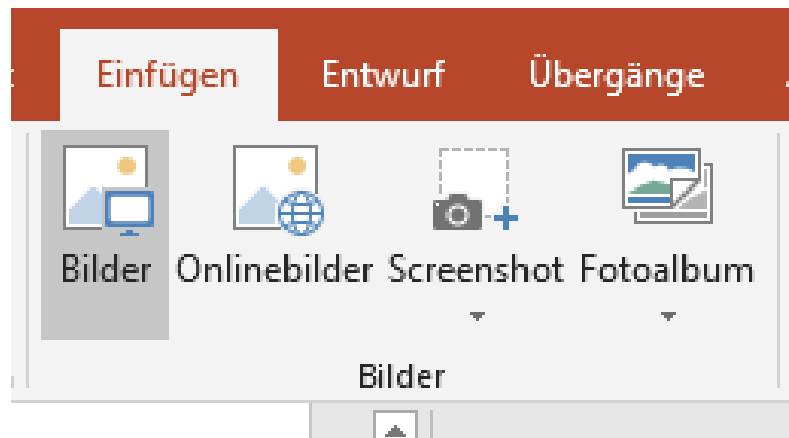 Einfügen Entwurf Übergänge
Bilder Onlinebilder Screenshot Fotoalbum
Bilder